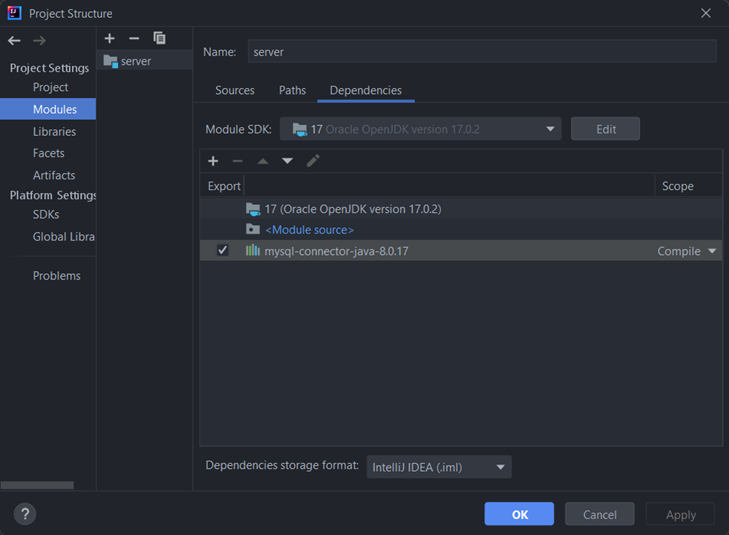 Project Structure
Project Settings
Project
Modules
Libraries
Facets
Artifacts
Platform Settings
SDKs
Global Libra
Problems
server
Name: server
Sources Paths Dependencies
Module SDK: 17 Oracle OpenJDK version 17.0.2 Edit
Export Scope
17 (Oracle OpenJDK version 17.0.2)
<Module source>
mysql-connector-java-8.0.17 Compile
Dependencies storage format: IntelliJ IDEA (.iml)
? OK Cancel Apply